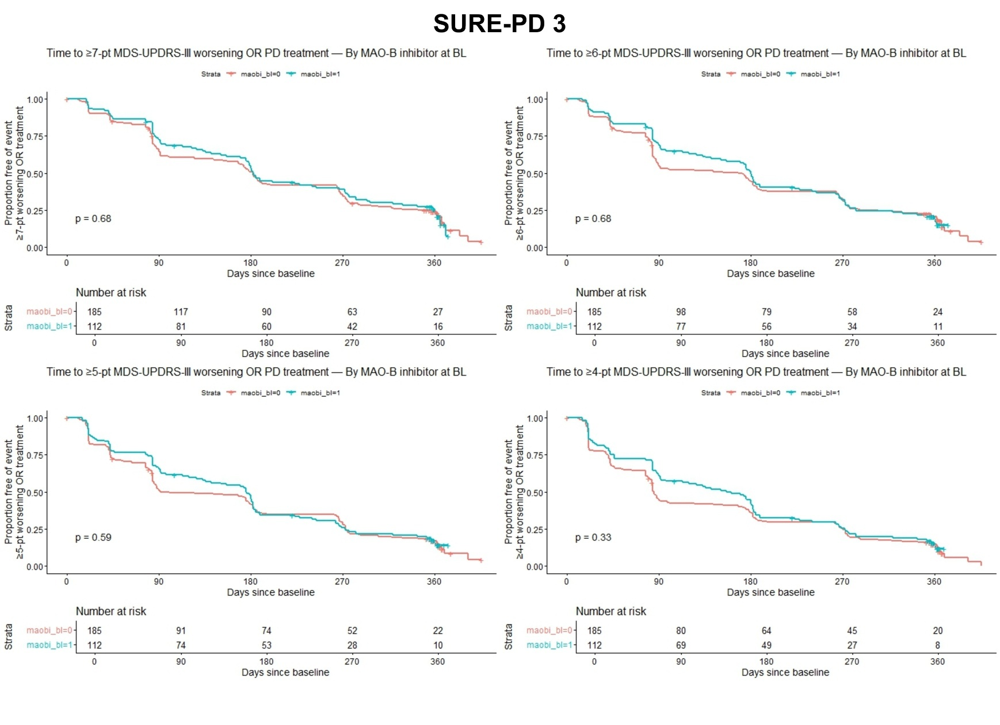 SURE-PD 3
Time to ≥7-pt MDS-UPDRS-III worsening OR PD treatment — By MAO-B inhibitor at BL
Strata maobi_bl=0 maobi_bl=1
Proportion free of event
≥7-pt worsening OR treatment
1.00
0.75
0.50
0.25
0.00
p = 0.68
0 90 180 270 360
Days since baseline
Number at risk
Strata
maobi_bl=0 185 117 90 63 27
maobi_bl=1 112 81 60 42 16
0 90 180 270 360
Days since baseline
Time to ≥6-pt MDS-UPDRS-III worsening OR PD treatment — By MAO-B inhibitor at BL
Strata maobi_bl=0 maobi_bl=1
Proportion free of event
≥6-pt worsening OR treatment
1.00
0.75
0.50
0.25
0.00
p = 0.68
0 90 180 270 360
Days since baseline
Number at risk
Strata
maobi_bl=0 185 98 79 58 24
maobi_bl=1 112 77 56 34 11
0 90 180 270 360
Days since baseline
Time to ≥5-pt MDS-UPDRS-III worsening OR PD treatment — By MAO-B inhibitor at BL
Strata maobi_bl=0 maobi_bl=1
Proportion free of event
≥5-pt worsening OR treatment
1.00
0.75
0.50
0.25
0.00
p = 0.59
0 90 180 270 360
Days since baseline
Number at risk
Strata
maobi_bl=0 185 91 74 52 22
maobi_bl=1 112 74 53 28 10
0 90 180 270 360
Days since baseline
Time to ≥4-pt MDS-UPDRS-III worsening OR PD treatment — By MAO-B inhibitor at BL
Strata maobi_bl=0 maobi_bl=1
Proportion free of event
≥4-pt worsening OR treatment
1.00
0.75
0.50
0.25
0.00
p = 0.33
0 90 180 270 360
Days since baseline
Number at risk
Strata
maobi_bl=0 185 80 64 45 20
maobi_bl=1 112 69 49 27 8
0 90 180 270 360
Days since baseline